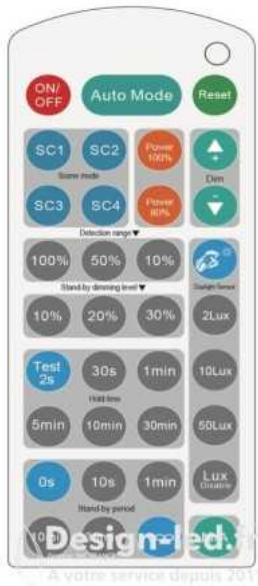 ON/
OFF
Auto Mode
Reset
SC1 SC2
Power
100%
+
Scene mode
Dim
SC3 SC4
Power
80%
-
Detection range▼
100% 50% 10%
Stand-by dimming level▼
Daylight Sensor
10% 20% 30% 2Lux
Test
2s
30s 1min 10Lux
Hold time
5min 10min 30min 50Lux
0s 10s 1min
Lux
Disable
Stand-by period
Design-led.
A votre service depuis 201